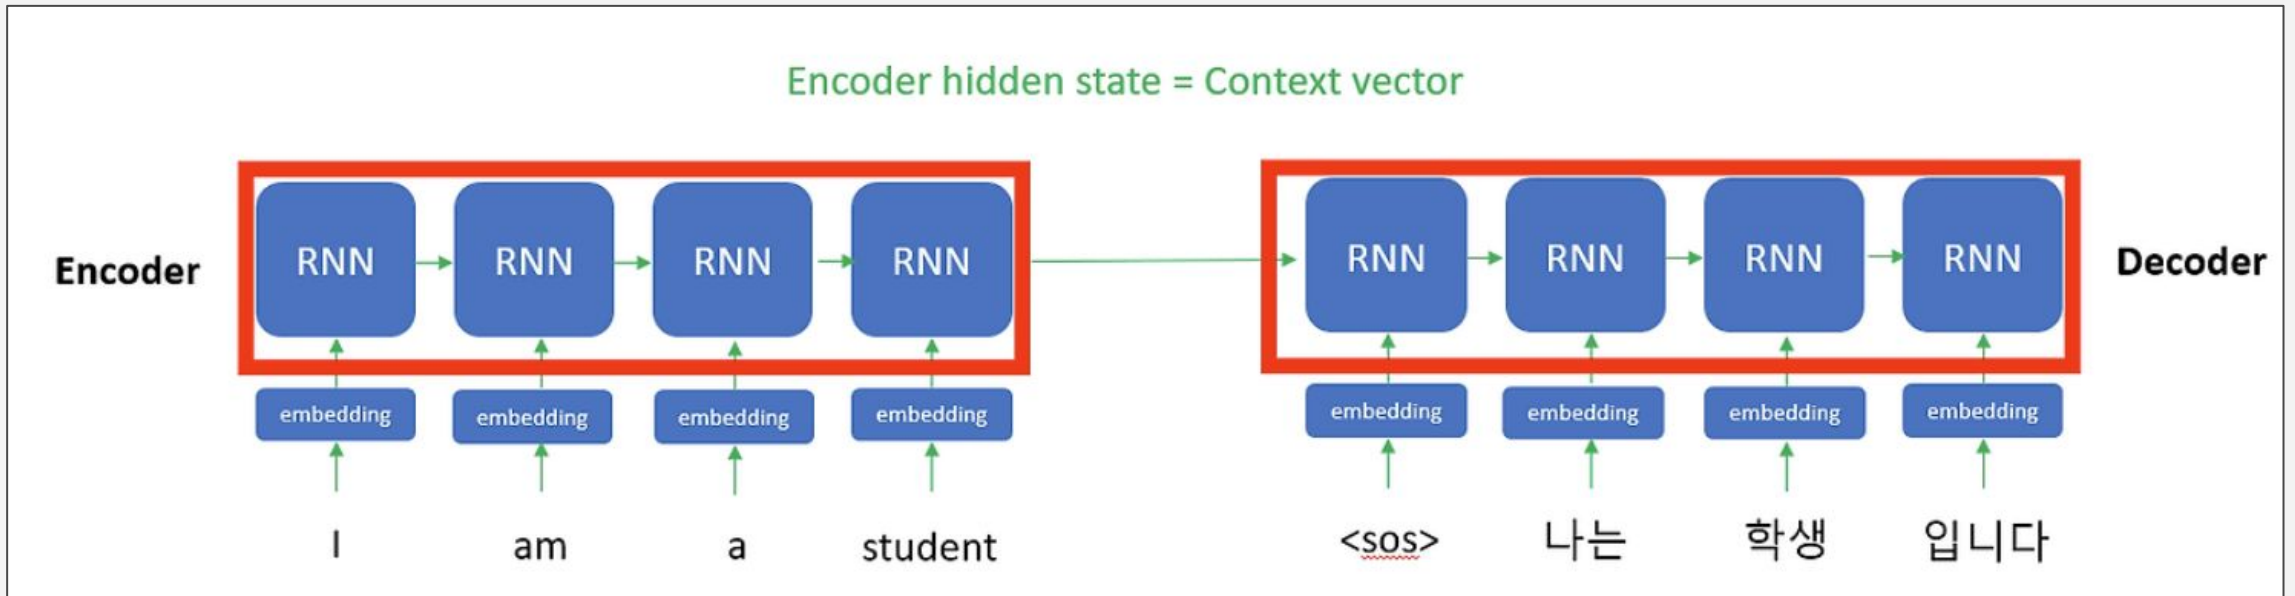 Encoder hidden state = Context vector
Encoder RNN RNN RNN RNN RNN RNN RNN RNN Decoder
embedding embedding embedding embedding embedding embedding embedding embedding
I am a student <sos> 나는 학생 입니다